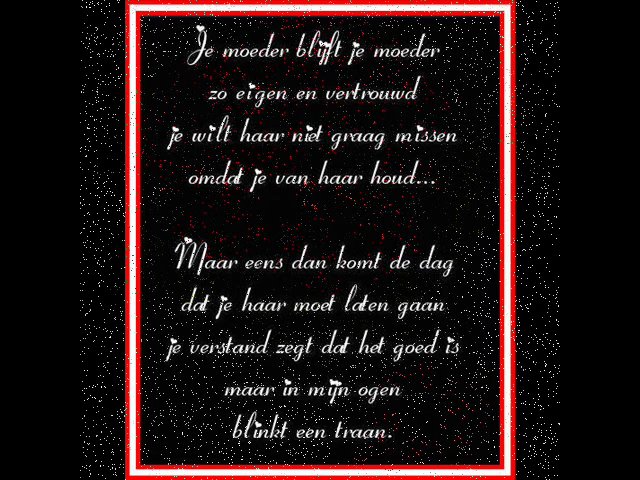 Je moeder blijft je moeder
zo eigen en vertrouwd
je wilt haar niet graag missen
omdat je van haar houd...
Maar eens dan komt de dag
dat je haar moet laten gaan
je verstand zegt dat het goed is
maar in mijn ogen
blinkt een traan.